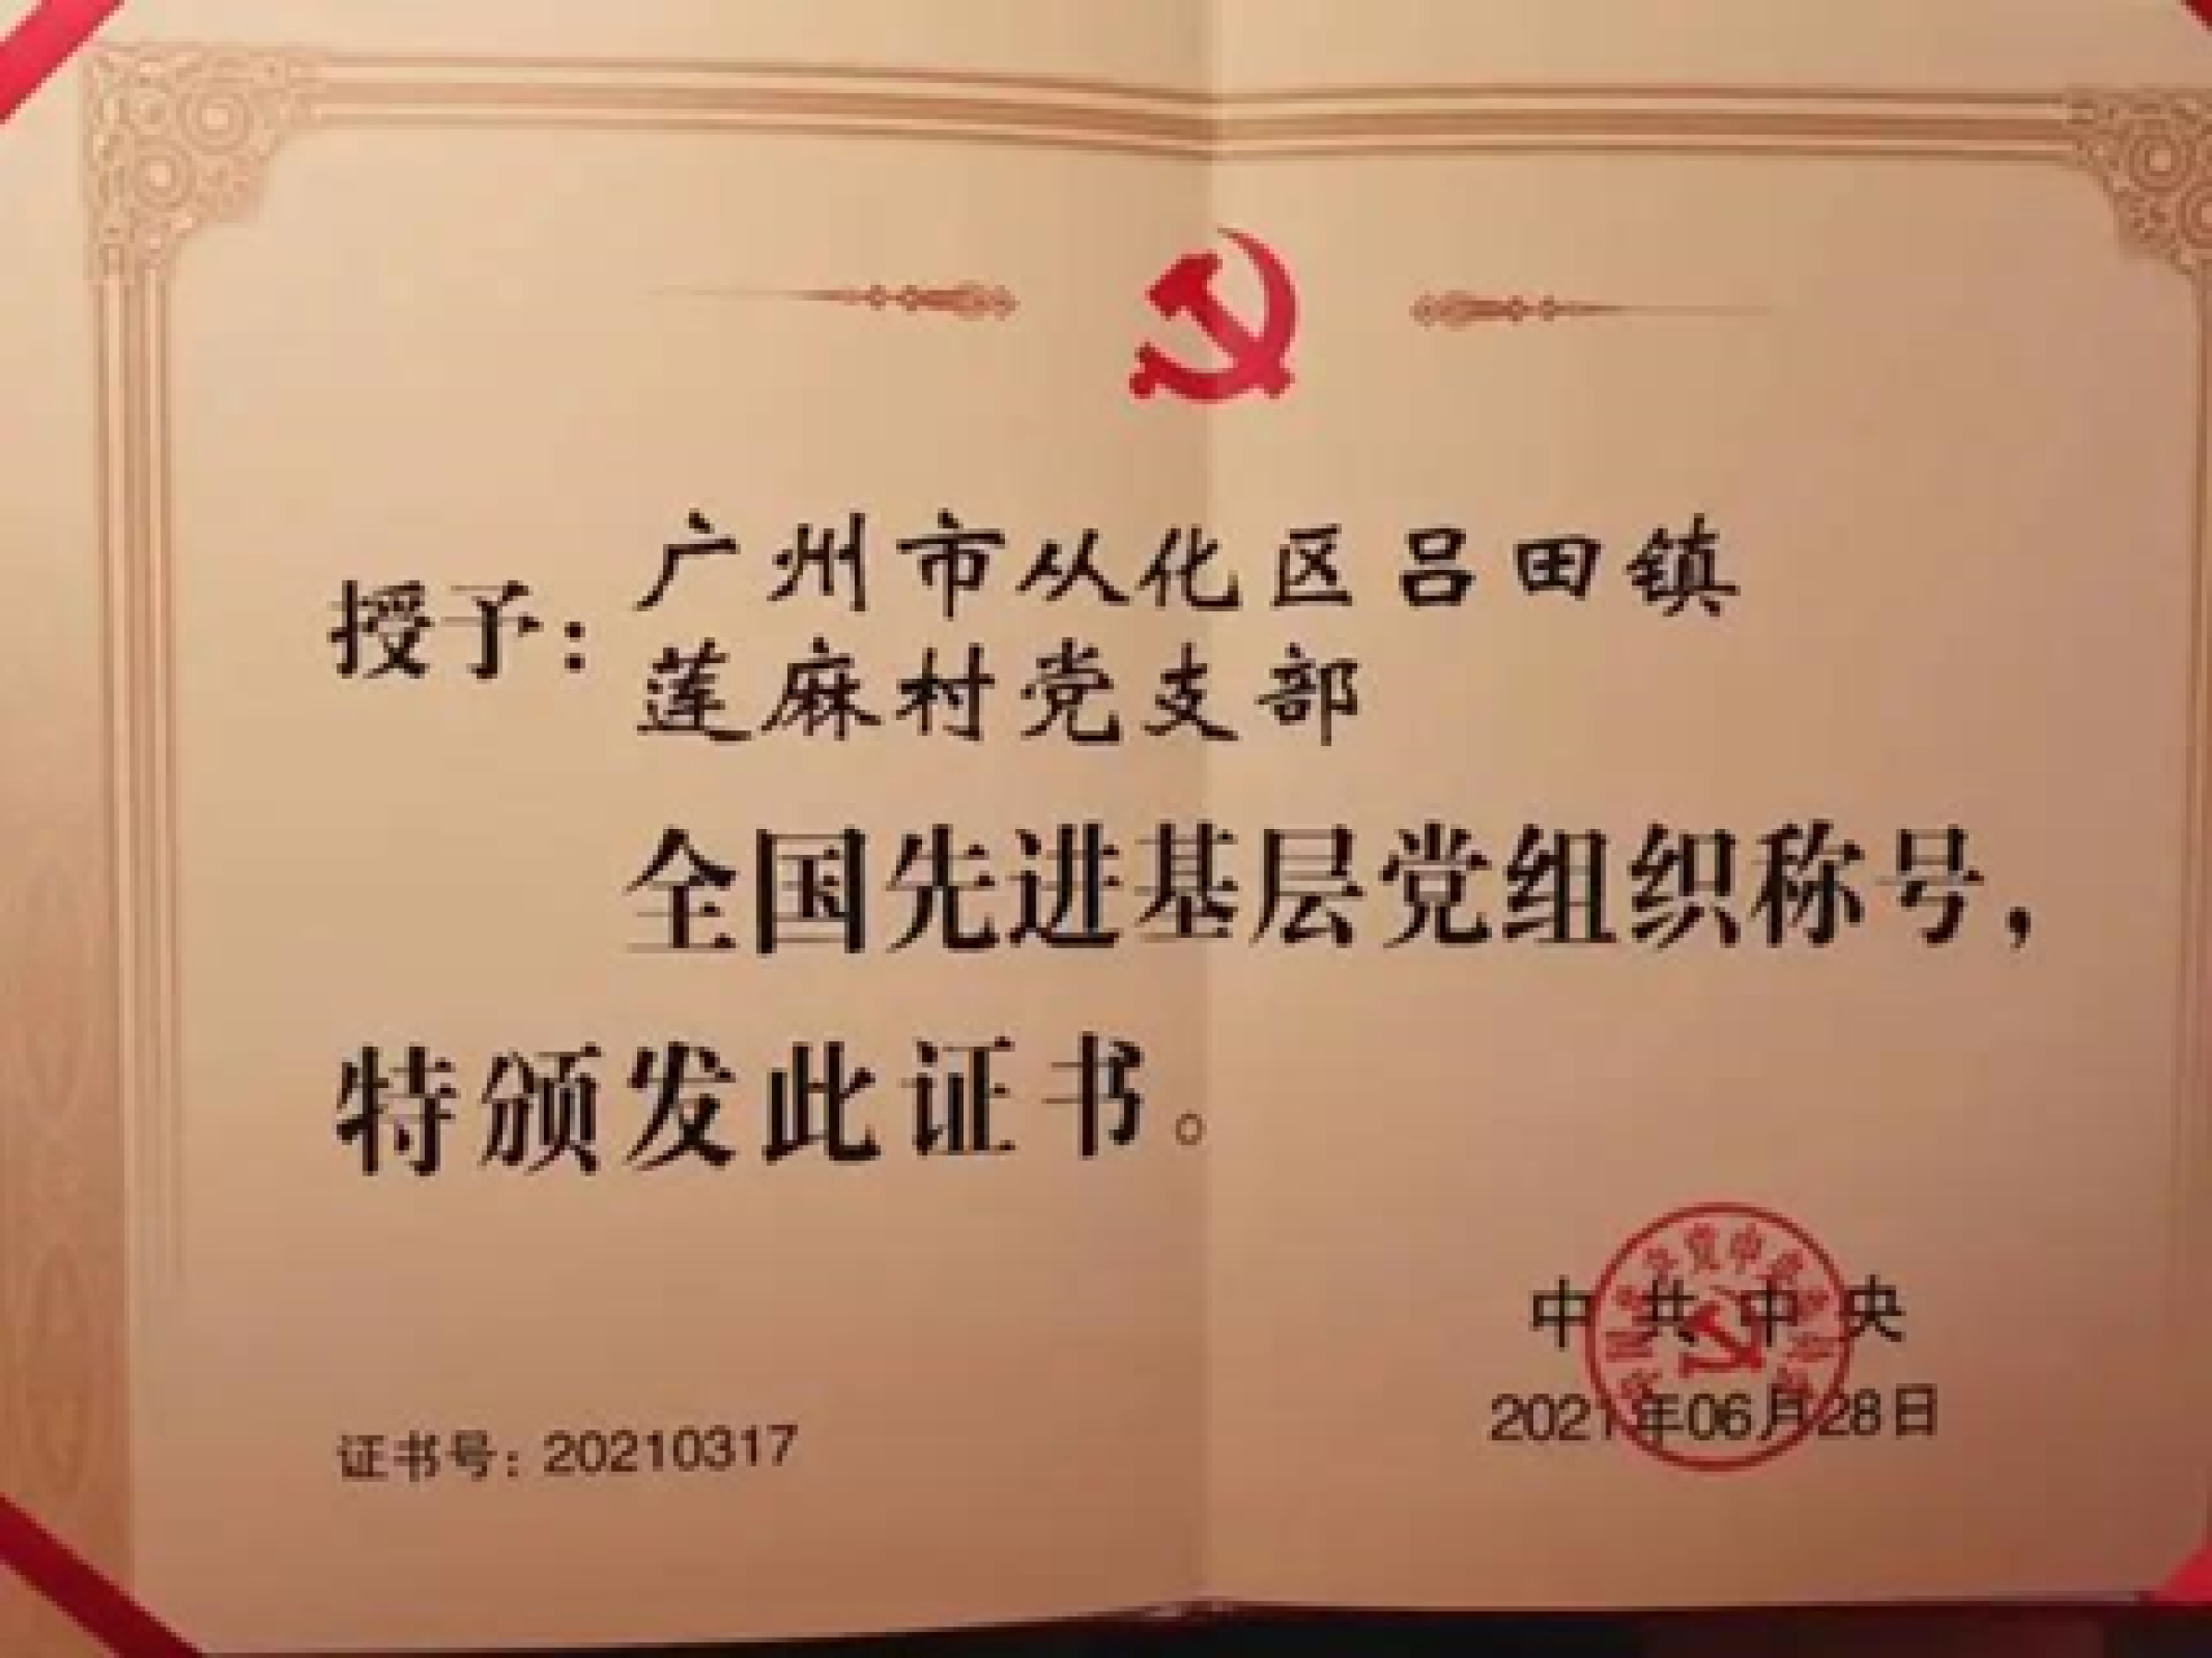 授予：广州市从化区吕田镇
莲麻村党支部
全国先进基层党组织称号，
特颁发此证书。
中共中央
2021年06月28日
证书号：20210317